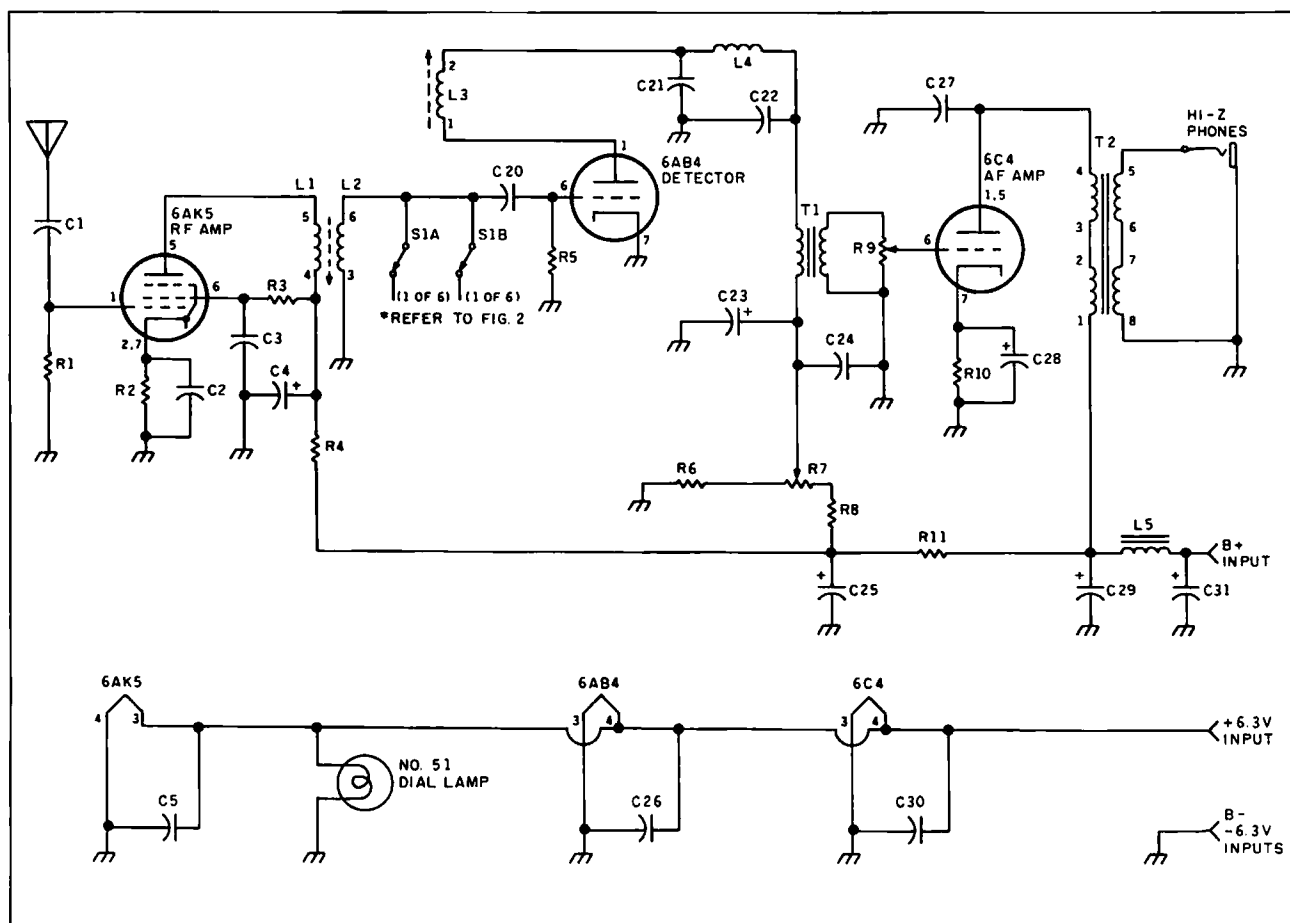 2
L3
1
C21
L4
C22
C27
HI-Z
PHONES
6AB4
DETECTOR
1
6
7
C20
R5
6C4
AF AMP
1,5
6
7
T2
4
3
2
1
5
6
7
8
C1
6AK5
RF AMP
5
1
6
2,7
L1
L2
5
4
6
3
S1A
S1B
(1 OF 6)
(1 OF 6)
*REFER TO FIG. 2
T1
R9
R1
R2
C2
R3
C3
C4
+
R4
C23
+
C24
R10
+
C28
R6
R7
R8
R11
L5
B+
INPUT
+
C25
+
C29
+
C31
6AK5
4
3
C5
NO. 51
DIAL LAMP
6AB4
3
4
C26
6C4
3
4
C30
+6.3V
INPUT
B-
-6.3V
INPUTS